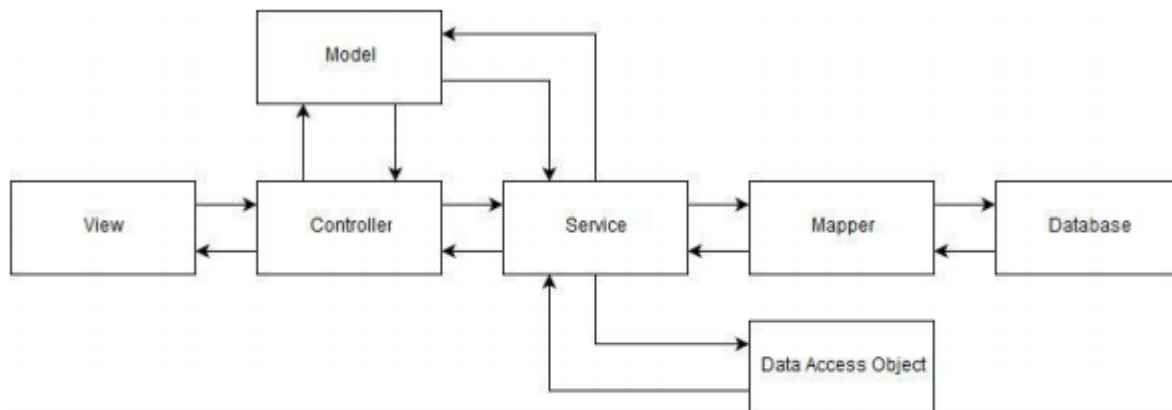 Model
View
Controller
Service
Mapper
Database
Data Access Object